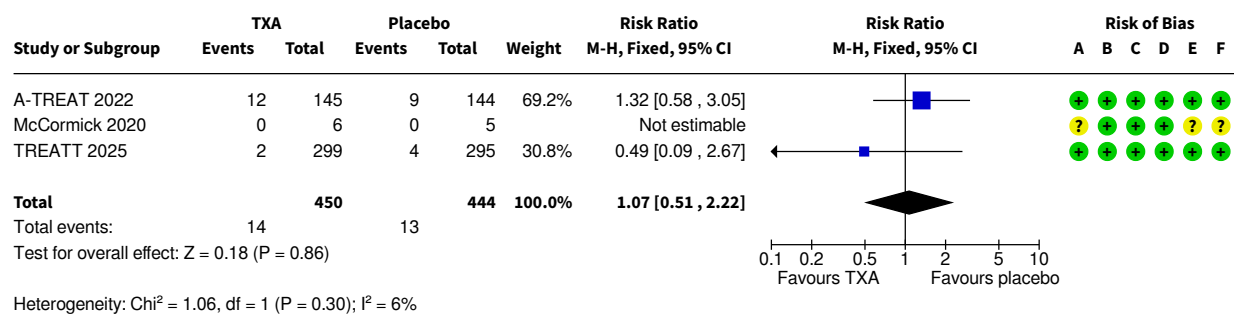 TXA Placebo Risk Ratio Risk Ratio Risk of Bias
Study or Subgroup Events Total Events Total Weight M-H, Fixed, 95% CI M-H, Fixed, 95% CI A B C D E F
A-TREAT 2022 12 145 9 144 69.2% 1.32 [0.58 , 3.05] + + + + + +
McCormick 2020 0 6 0 5 Not estimable ? + + + ? ?
TREATT 2025 2 299 4 295 30.8% 0.49 [0.09 , 2.67] + + + + + +
Total 450 444 100.0% 1.07 [0.51 , 2.22]
Total events: 14 13
Test for overall effect: Z = 0.18 (P = 0.86)
0.1 0.2 0.5 1 2 5 10
Favours TXA Favours placebo
Heterogeneity: Chi² = 1.06, df = 1 (P = 0.30); I² = 6%